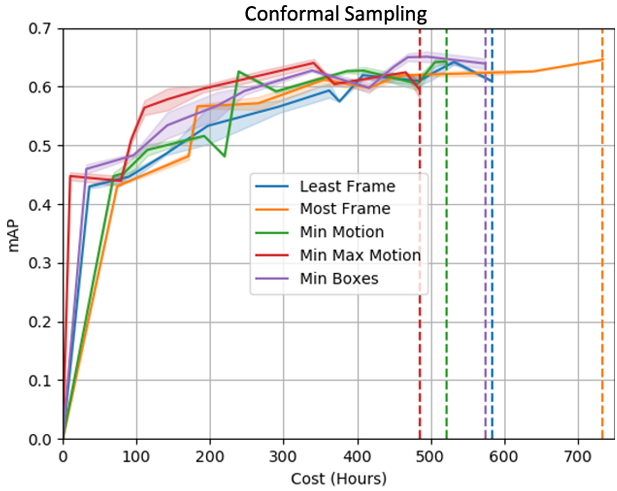 Conformal Sampling
0.7
0.6
0.5
0.4
0.3
0.2
0.1
0.0
mAP
Least Frame
Most Frame
Min Motion
Min Max Motion
Min Boxes
0 100 200 300 400 500 600 700
Cost (Hours)